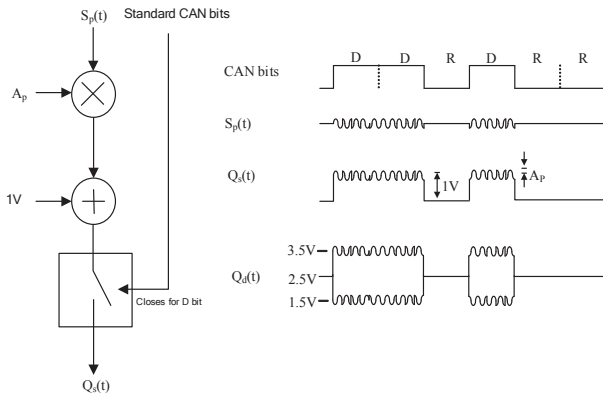 Sp(t)
Standard CAN bits
Ap
1V
Closes for D bit
Qs(t)
D D R D R R
CAN bits
Sp(t)
Qs(t)
1V
AP
3.5V
Qd(t)
2.5V
1.5V